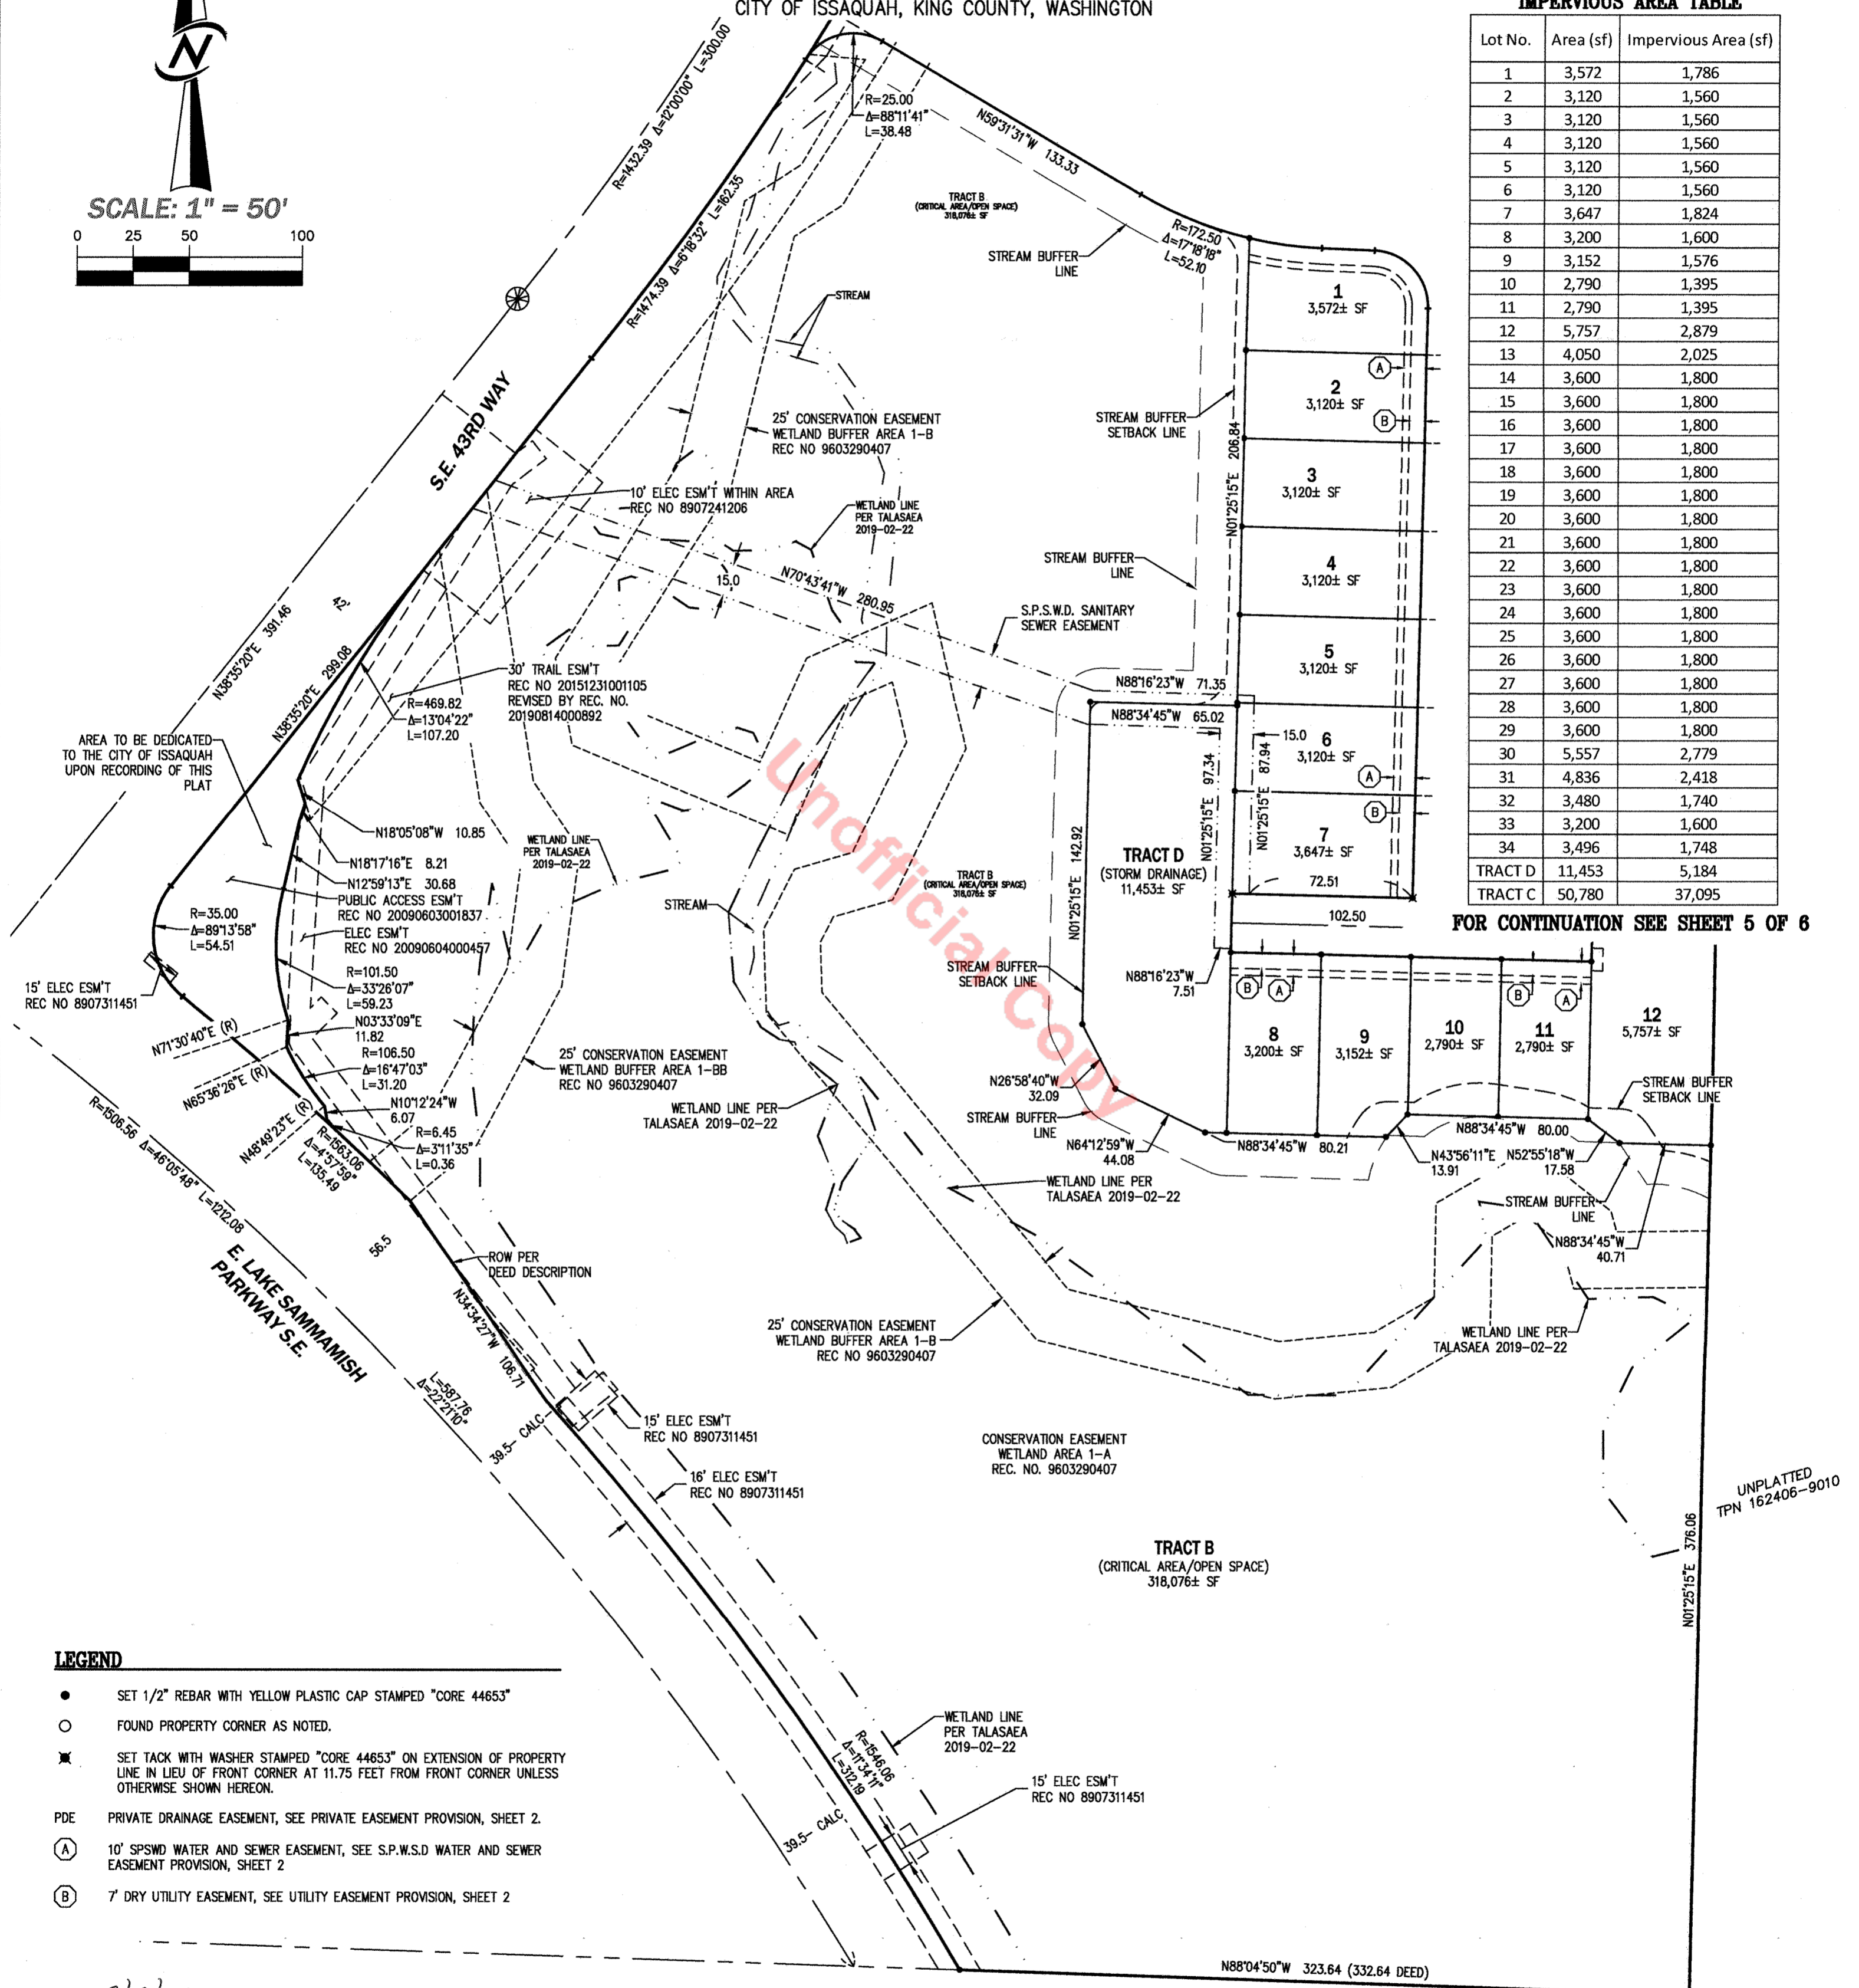 CITY OF ISSAQUAH, KING COUNTY, WASHINGTON
N
SCALE: 1" = 50'
0 25 50 100
IMPERVIOUS AREA TABLE
Lot No. Area (sf) Impervious Area (sf)
1 3,572 1,786
2 3,120 1,560
3 3,120 1,560
4 3,120 1,560
5 3,120 1,560
6 3,120 1,560
7 3,647 1,824
8 3,200 1,600
9 3,152 1,576
10 2,790 1,395
11 2,790 1,395
12 5,757 2,879
13 4,050 2,025
14 3,600 1,800
15 3,600 1,800
16 3,600 1,800
17 3,600 1,800
18 3,600 1,800
19 3,600 1,800
20 3,600 1,800
21 3,600 1,800
22 3,600 1,800
23 3,600 1,800
24 3,600 1,800
25 3,600 1,800
26 3,600 1,800
27 3,600 1,800
28 3,600 1,800
29 3,600 1,800
30 5,557 2,779
31 4,836 2,418
32 3,480 1,740
33 3,200 1,600
34 3,496 1,748
TRACT D 11,453 5,184
TRACT C 50,780 37,095
FOR CONTINUATION SEE SHEET 5 OF 6
R=1432.39 Δ=12°00'00" L=300.00
R=1474.39 Δ=6°18'32" L=162.35
R=25.00
Δ=88°11'41"
L=38.48
N59°31'31"W 133.33
TRACT B
(CRITICAL AREA/OPEN SPACE)
318,076± SF
STREAM BUFFER
LINE
R=172.50
Δ=17°18'18"
L=52.10
STREAM
S.E. 43RD WAY
25' CONSERVATION EASEMENT
WETLAND BUFFER AREA 1-B
REC NO 9603290407
STREAM BUFFER
SETBACK LINE
N01°25'15"E 206.84
1
3,572± SF
A
2
3,120± SF
B
3
3,120± SF
4
3,120± SF
5
3,120± SF
6
3,120± SF
A
B
7
3,647± SF
72.51
102.50
10' ELEC ESM'T WITHIN AREA
REC NO 8907241206
WETLAND LINE
PER TALASAEA
2019-02-22
STREAM BUFFER
LINE
15.0
N70°43'41"W 280.95
S.P.S.W.D. SANITARY
SEWER EASEMENT
42'
N38°35'20"E 391.46
N38°35'20"E 299.08
30' TRAIL ESM'T
REC NO 20151231001105
REVISED BY REC. NO.
20190814000892
R=469.82
Δ=13°04'22"
L=107.20
N88°16'23"W 71.35
N88°34'45"W 65.02
15.0
N01°25'15"E 97.34
N01°25'15"E 87.94
N01°25'15"E 142.92
TRACT D
(STORM DRAINAGE)
11,453± SF
AREA TO BE DEDICATED
TO THE CITY OF ISSAQUAH
UPON RECORDING OF THIS
PLAT
N18°05'08"W 10.85
N18°17'16"E 8.21
N12°59'13"E 30.68
PUBLIC ACCESS ESM'T
REC NO 20090603001837
ELEC ESM'T
REC NO 20090604000457
WETLAND LINE
PER TALASAEA
2019-02-22
STREAM
TRACT B
(CRITICAL AREA/OPEN SPACE)
318,076± SF
R=35.00
Δ=89°13'58"
L=54.51
15' ELEC ESM'T
REC NO 8907311451
R=101.50
Δ=33°26'07"
L=59.23
N03°33'09"E
11.82
R=106.50
Δ=16°47'03"
L=31.20
N10°12'24"W
6.07
R=6.45
Δ=3°11'35"
L=0.36
N71°30'40"E (R)
N65°36'26"E (R)
N48°49'23"E (R)
R=1563.06
Δ=4°57'59"
L=135.49
R=1506.56 Δ=46°05'48" L=1212.08
25' CONSERVATION EASEMENT
WETLAND BUFFER AREA 1-BB
REC NO 9603290407
WETLAND LINE PER
TALASAEA 2019-02-22
STREAM BUFFER
SETBACK LINE
N88°16'23"W
7.51
B
A
8
3,200± SF
9
3,152± SF
10
2,790± SF
B
A
11
2,790± SF
12
5,757± SF
STREAM BUFFER
SETBACK LINE
N26°58'40"W
32.09
STREAM BUFFER
LINE
N64°12'59"W
44.08
N88°34'45"W 80.21
N88°34'45"W 80.00
N43°56'11"E
13.91
N52°55'18"W
17.58
STREAM BUFFER
LINE
N88°34'45"W
40.71
WETLAND LINE PER
TALASAEA 2019-02-22
WETLAND LINE PER
TALASAEA 2019-02-22
56.5
ROW PER
DEED DESCRIPTION
E. LAKE SAMMAMISH
PARKWAY S.E.
N34°34'27"W 106.71
L=587.76
Δ=22°21'10"
39.5- CALC
15' ELEC ESM'T
REC NO 8907311451
16' ELEC ESM'T
REC NO 8907311451
25' CONSERVATION EASEMENT
WETLAND BUFFER AREA 1-B
REC NO 9603290407
CONSERVATION EASEMENT
WETLAND AREA 1-A
REC. NO. 9603290407
UNPLATTED
TPN 162406-9010
N01°25'15"E 376.06
TRACT B
(CRITICAL AREA/OPEN SPACE)
318,076± SF
WETLAND LINE
PER TALASAEA
2019-02-22
R=1546.06
Δ=11°34'11"
L=312.19
15' ELEC ESM'T
REC NO 8907311451
39.5- CALC
N88°04'50"W 323.64 (332.64 DEED)
LEGEND
SET 1/2" REBAR WITH YELLOW PLASTIC CAP STAMPED "CORE 44653"
FOUND PROPERTY CORNER AS NOTED.
SET TACK WITH WASHER STAMPED "CORE 44653" ON EXTENSION OF PROPERTY
LINE IN LIEU OF FRONT CORNER AT 11.75 FEET FROM FRONT CORNER UNLESS
OTHERWISE SHOWN HEREON.
PDE PRIVATE DRAINAGE EASEMENT, SEE PRIVATE EASEMENT PROVISION, SHEET 2.
A 10' SPSWD WATER AND SEWER EASEMENT, SEE S.P.W.S.D WATER AND SEWER
EASEMENT PROVISION, SHEET 2
B 7' DRY UTILITY EASEMENT, SEE UTILITY EASEMENT PROVISION, SHEET 2
Unofficial Copy